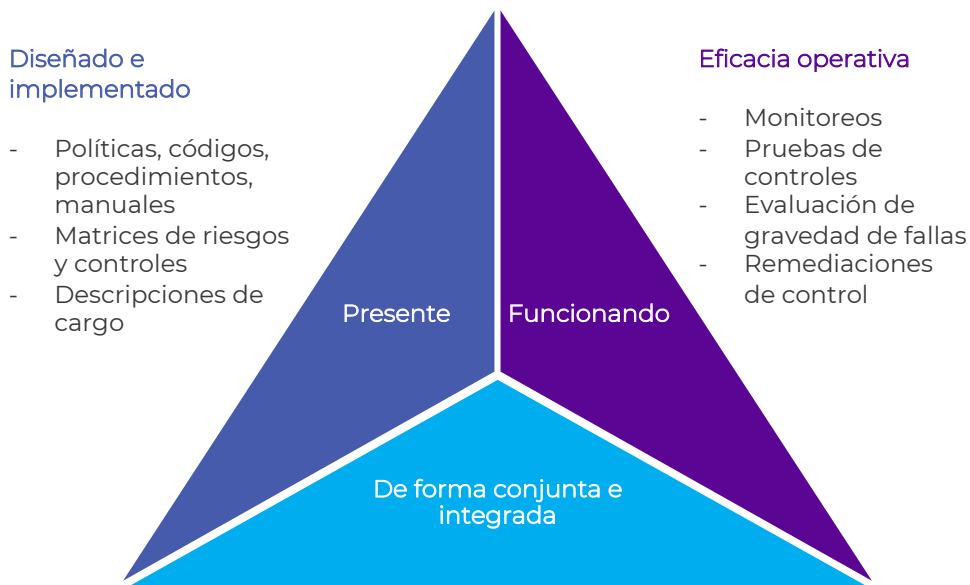 Diseñado e
implementado
- Políticas, códigos,
procedimientos,
manuales
- Matrices de riesgos
y controles
- Descripciones de
cargo
Eficacia operativa
- Monitoreos
- Pruebas de
controles
- Evaluación de
gravedad de fallas
- Remediaciones
de control
Presente
Funcionando
De forma conjunta e
integrada